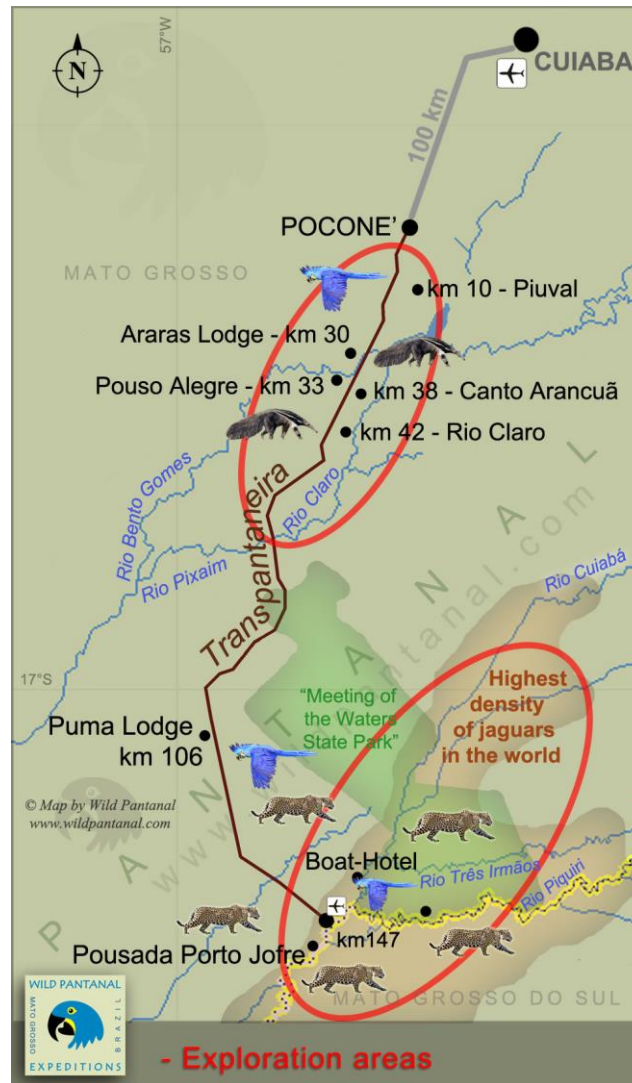 57°W
N
CUIABA
100 km
POCONE'
MATO GROSSO
km 10 - Piuval
Araras Lodge - km 30
Pouso Alegre - km 33
km 38 - Canto Arancuã
km 42 - Rio Claro
Rio Bento Gomes
Rio Claro
Rio Pixaim
Transpantaneira
PANTANAL
www.wildpantanal.com
Rio Cuiabá
17°S
"Meeting of
the Waters
State Park"
Highest
density
of jaguars
in the world
Puma Lodge
km 106
© Map by Wild Pantanal
www.wildpantanal.com
Boat-Hotel
Rio Três Irmãos
Rio Piquiri
km147
Pousada Porto Jofre
MATO GROSSO DO SUL
WILD PANTANAL
MATO GROSSO
BRAZIL
EXPEDITIONS
- Exploration areas